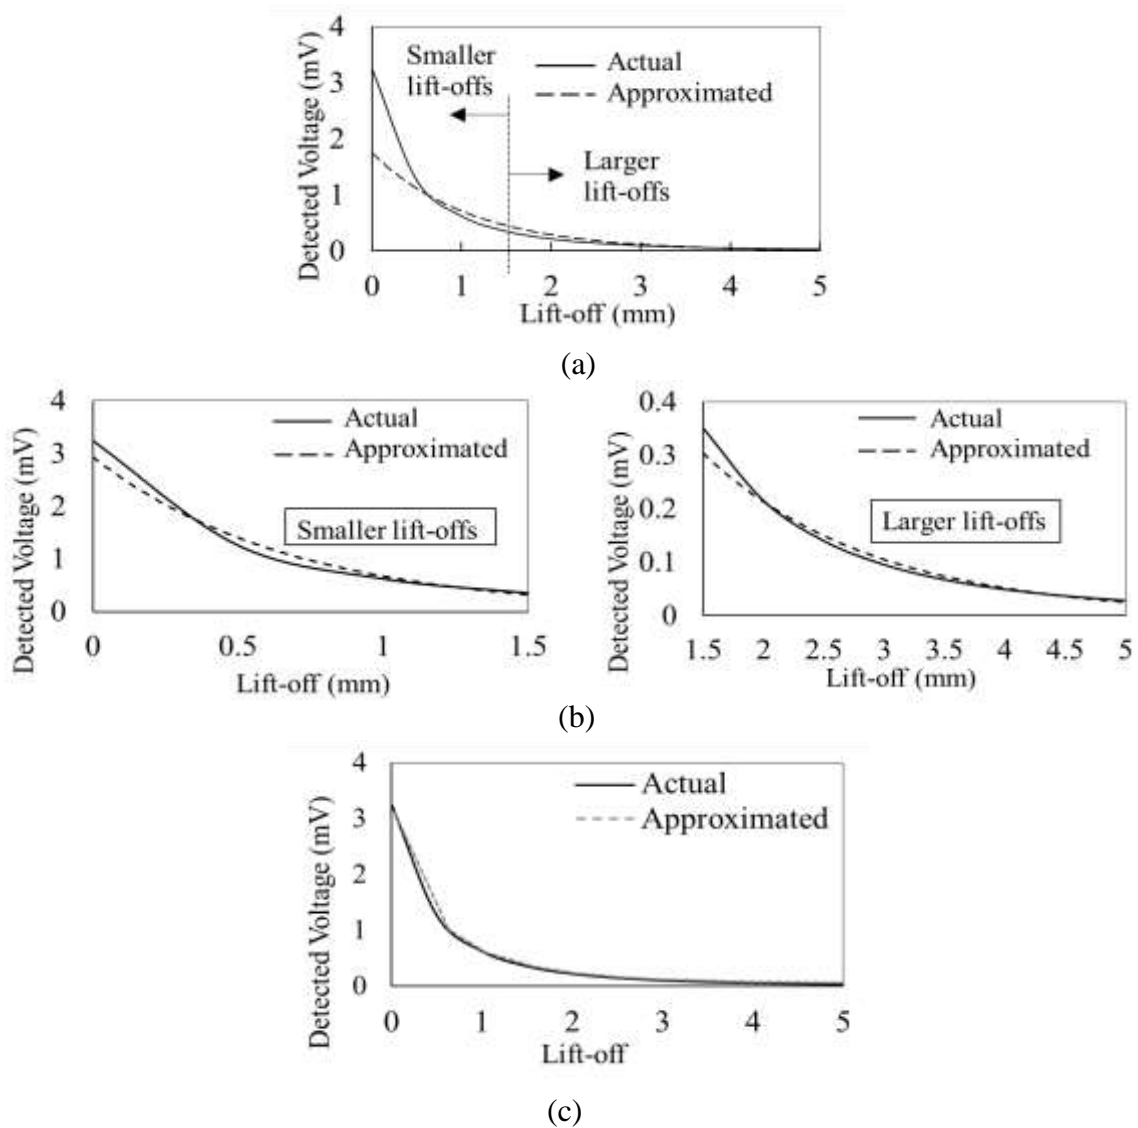 4
3
2
1
0
Detected Voltage (mV)
Smaller
lift-offs
Actual
Approximated
Larger
lift-offs
0 1 2 3 4 5
Lift-off (mm)
(a)
4
3
2
1
0
Detected Voltage (mV)
Actual
Approximated
Smaller lift-offs
0 0.5 1 1.5
Lift-off (mm)
0.4
0.3
0.2
0.1
0
Detected Voltage (mV)
Actual
Approximated
Larger lift-offs
1.5 2 2.5 3 3.5 4 4.5 5
Lift-off (mm)
(b)
4
3
2
1
0
Detected Voltage (mV)
Actual
Approximated
0 1 2 3 4 5
Lift-off
(c)